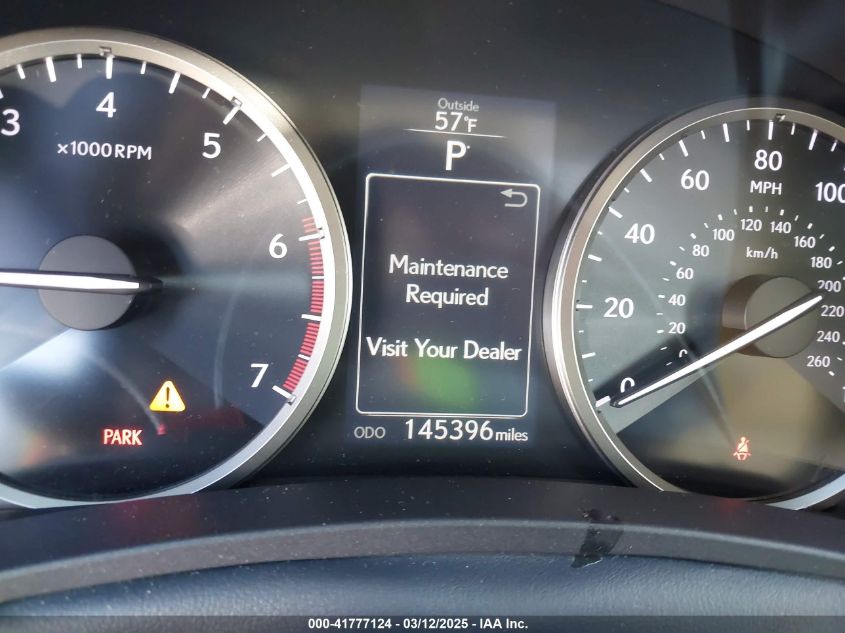 3
4
5
6
7
x1000 RPM
PARK
Outside
57°F
P
Maintenance
Required
Visit Your Dealer
ODO 145396 miles
0
20
40
60
80
100
MPH
km/h
0
20
40
60
80
100
120
140
160
180
200
220
240
260
000-41777124 - 03/12/2025 - IAA Inc.